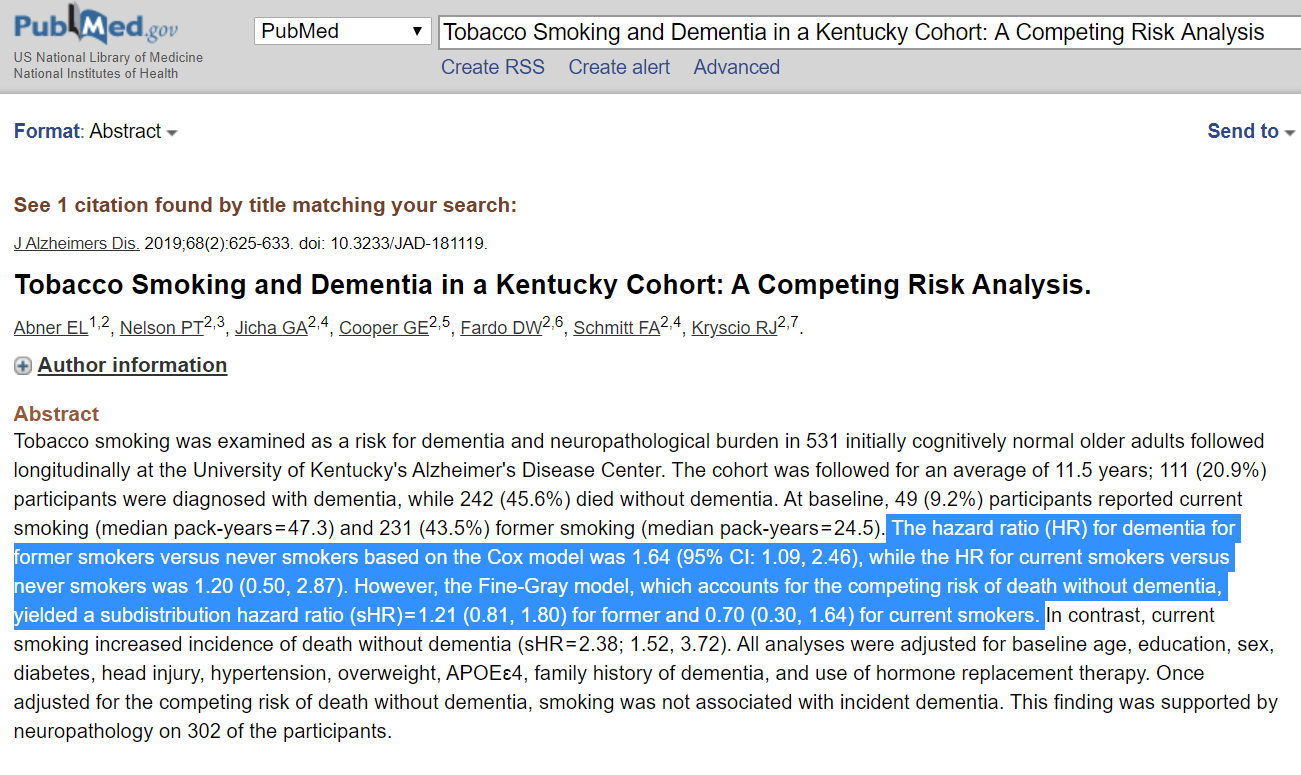 PubMed.gov
US National Library of Medicine
National Institutes of Health
PubMed
Tobacco Smoking and Dementia in a Kentucky Cohort: A Competing Risk Analysis
Create RSS Create alert Advanced
Format: Abstract
Send to
See 1 citation found by title matching your search:
J Alzheimers Dis. 2019;68(2):625-633. doi: 10.3233/JAD-181119.
Tobacco Smoking and Dementia in a Kentucky Cohort: A Competing Risk Analysis.
Abner EL1,2, Nelson PT2,3, Jicha GA2,4, Cooper GE2,5, Fardo DW2,6, Schmitt FA2,4, Kryscio RJ2,7.
Author information
Abstract
Tobacco smoking was examined as a risk for dementia and neuropathological burden in 531 initially cognitively normal older adults followed
longitudinally at the University of Kentucky's Alzheimer's Disease Center. The cohort was followed for an average of 11.5 years; 111 (20.9%)
participants were diagnosed with dementia, while 242 (45.6%) died without dementia. At baseline, 49 (9.2%) participants reported current
smoking (median pack-years=47.3) and 231 (43.5%) former smoking (median pack-years=24.5). The hazard ratio (HR) for dementia for
former smokers versus never smokers based on the Cox model was 1.64 (95% CI: 1.09, 2.46), while the HR for current smokers versus
never smokers was 1.20 (0.50, 2.87). However, the Fine-Gray model, which accounts for the competing risk of death without dementia,
yielded a subdistribution hazard ratio (sHR)=1.21 (0.81, 1.80) for former and 0.70 (0.30, 1.64) for current smokers. In contrast, current
smoking increased incidence of death without dementia (sHR=2.38; 1.52, 3.72). All analyses were adjusted for baseline age, education, sex,
diabetes, head injury, hypertension, overweight, APOEε4, family history of dementia, and use of hormone replacement therapy. Once
adjusted for the competing risk of death without dementia, smoking was not associated with incident dementia. This finding was supported by
neuropathology on 302 of the participants.